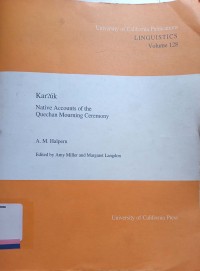 University of California Publications
LINGUISTICS
Volume 128
Kar?úk
Native Accounts of the
Quechan Mourning Ceremony
A. M. Halpern
Edited by Amy Miller and Margaret Langdon
University of California Press